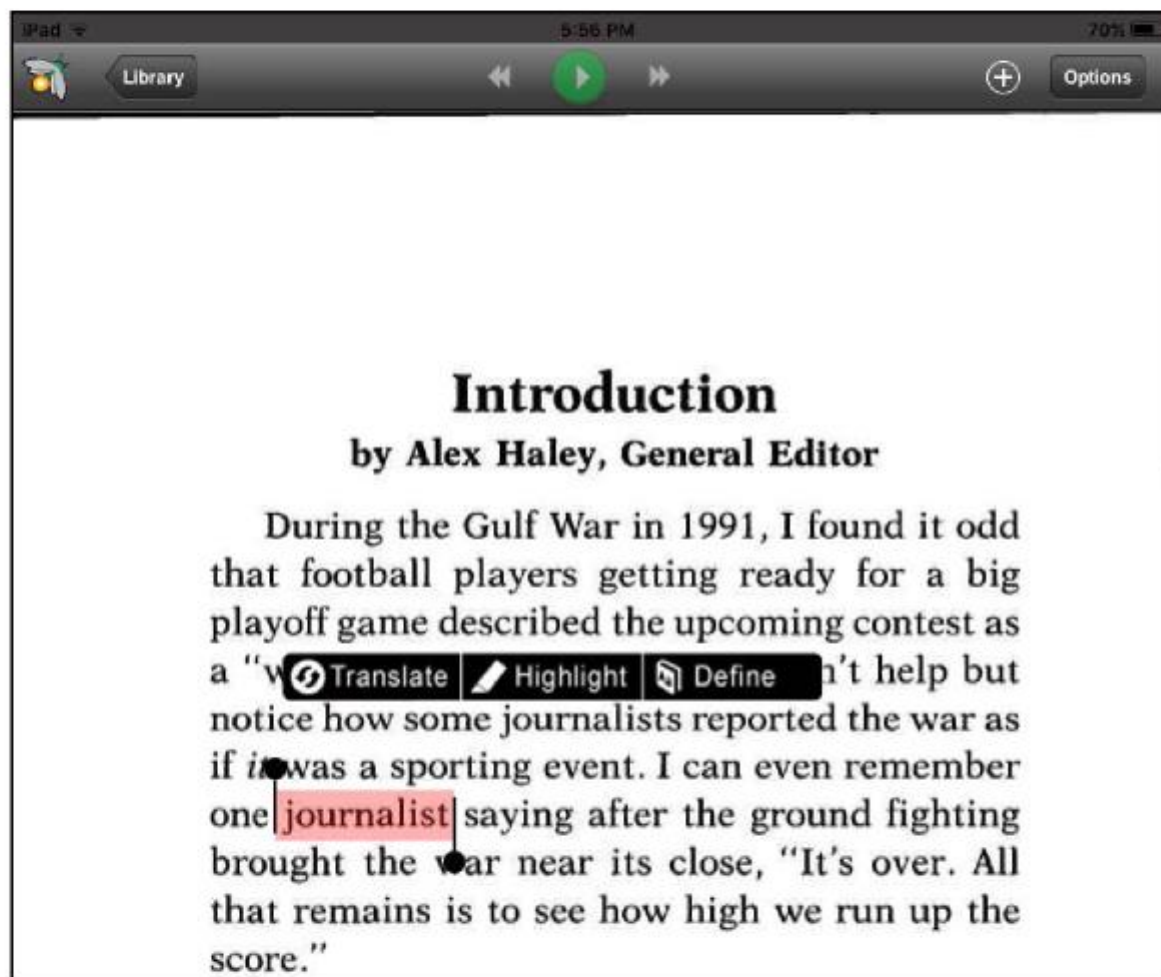 iPad 5:56 PM 70%
Library Options
Introduction
by Alex Haley, General Editor
During the Gulf War in 1991, I found it odd
that football players getting ready for a big
playoff game described the upcoming contest as
a "w Translate Highlight Define n't help but
notice how some journalists reported the war as
if it was a sporting event. I can even remember
one journalist saying after the ground fighting
brought the war near its close, "It's over. All
that remains is to see how high we run up the
score."